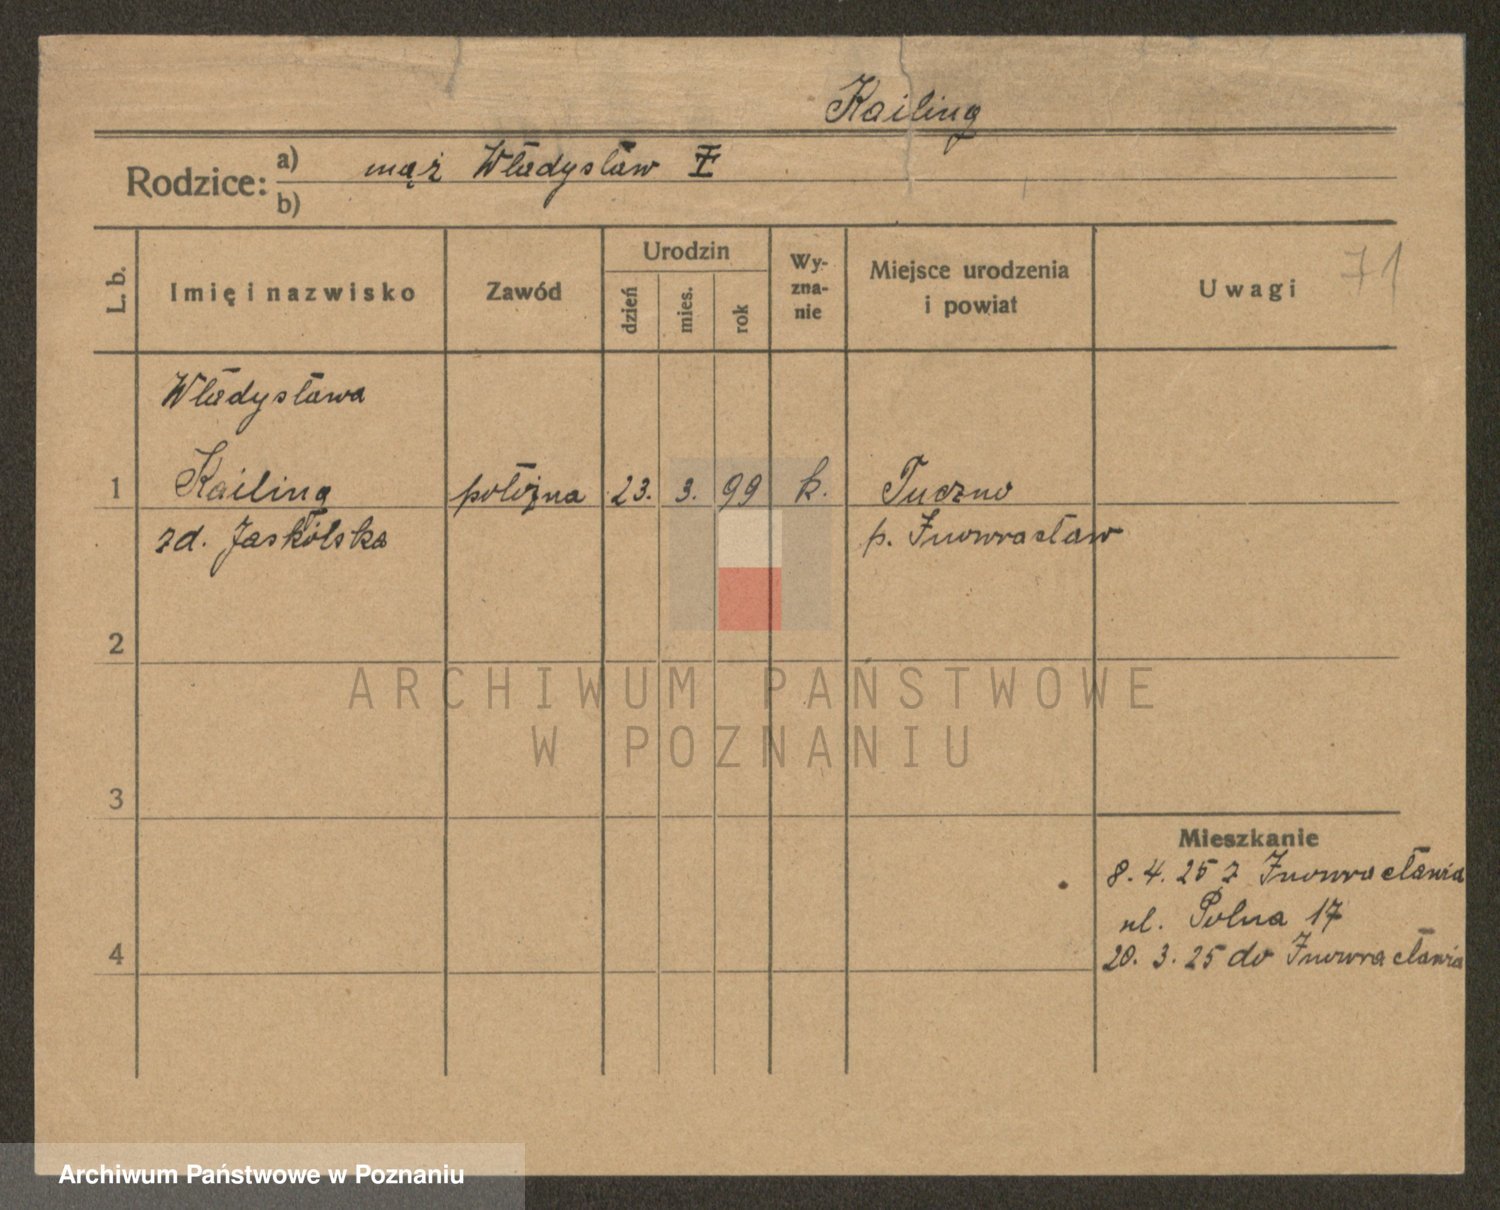 Kailing
Rodzice: a) mąż Władysław I
b)
L. b.
Imię i nazwisko
Zawód
Urodzin
dzień
mies.
rok
Wy-
zna-
nie
Miejsce urodzenia
i powiat
Uwagi
71
Władysława
1 Kailing położna 23. 3. 99 k. Tuczno
zd. Jaskólska p. Inowrocław
2
3
4
Mieszkanie
8. 4. 25 z Inowrocławia
ul. Polna 17
20. 3. 25 do Inowrocławia
ARCHIWUM PAŃSTWOWE
W POZNANIU
Archiwum Państwowe w Poznaniu